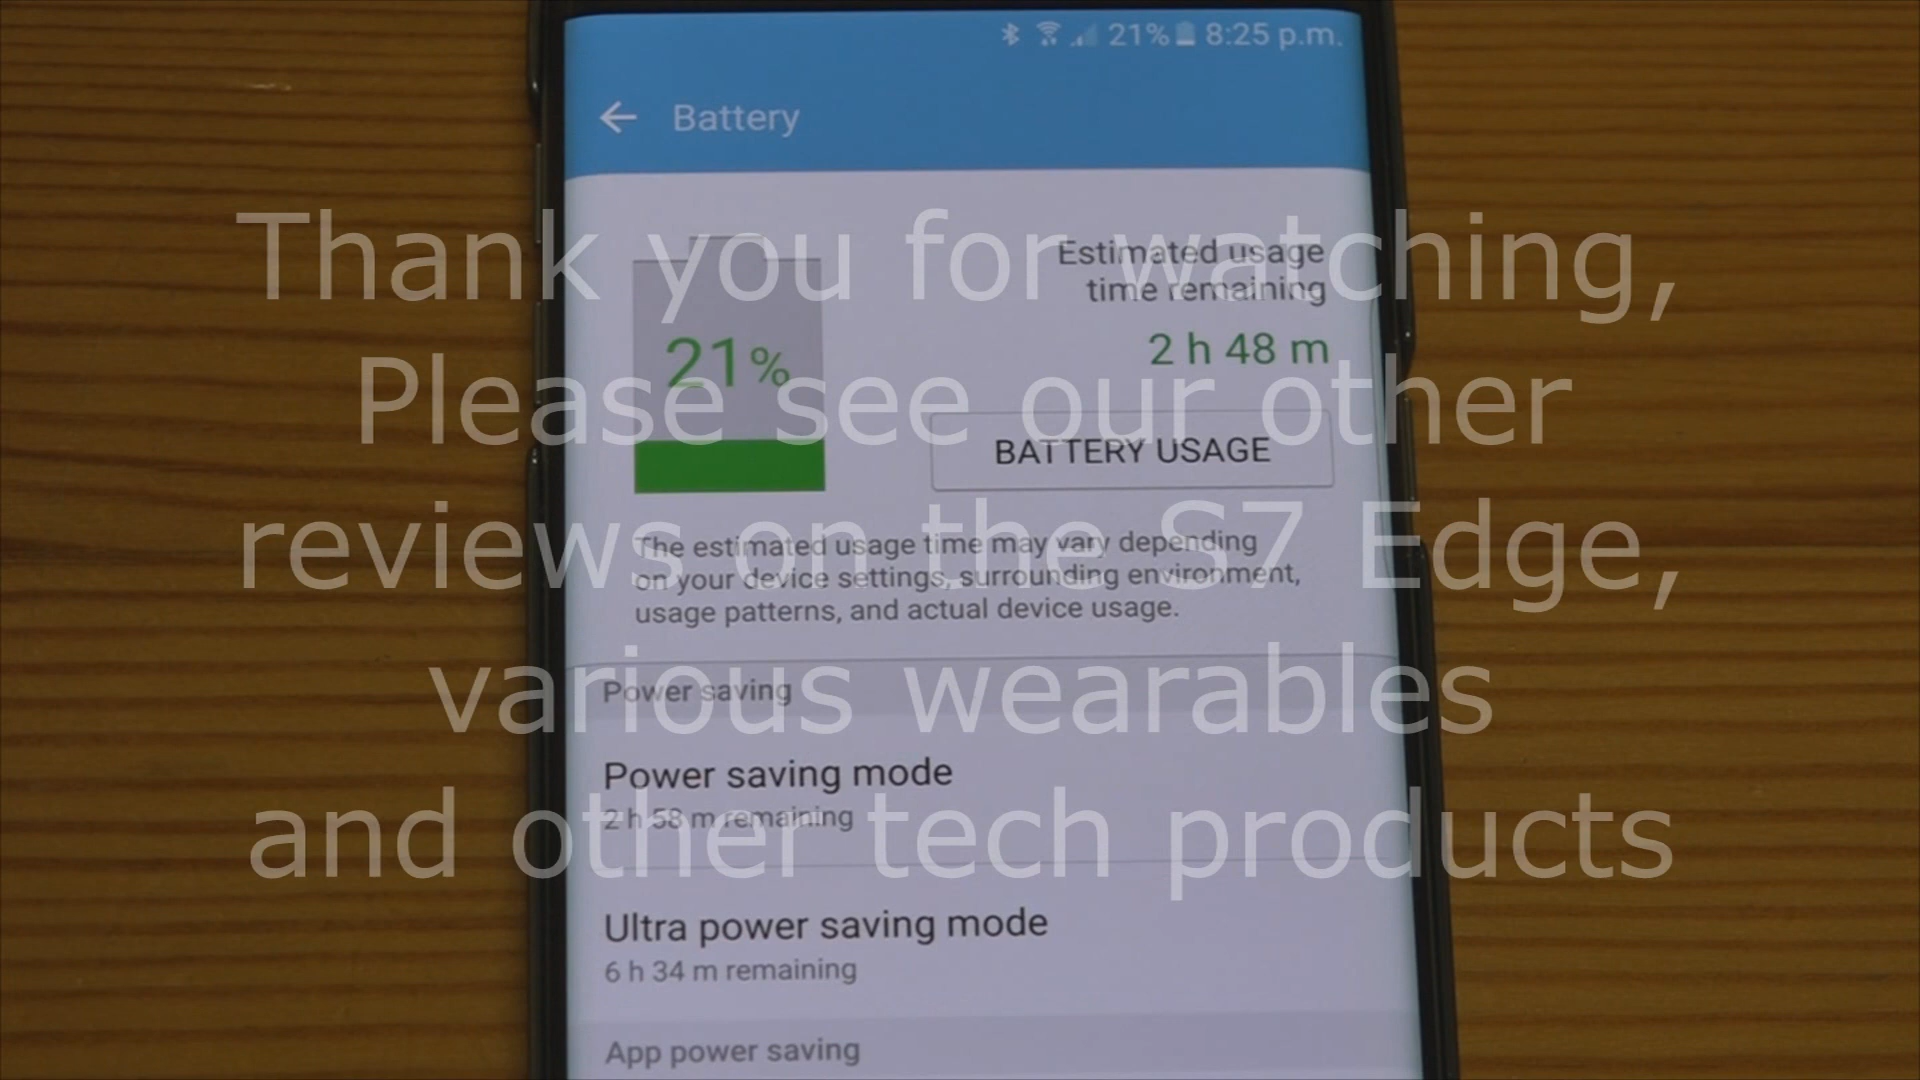 21% 8:25 p.m.
Battery
Thank you for watching,
Please see our other
reviews on the S7 Edge,
various wearables
and other tech products
21%
Estimated usage
time remaining
2 h 48 m
BATTERY USAGE
The estimated usage time may vary depending
on your device settings, surrounding environment,
usage patterns, and actual device usage.
Power saving
Power saving mode
2 h 58 m remaining
Ultra power saving mode
6 h 34 m remaining
App power saving